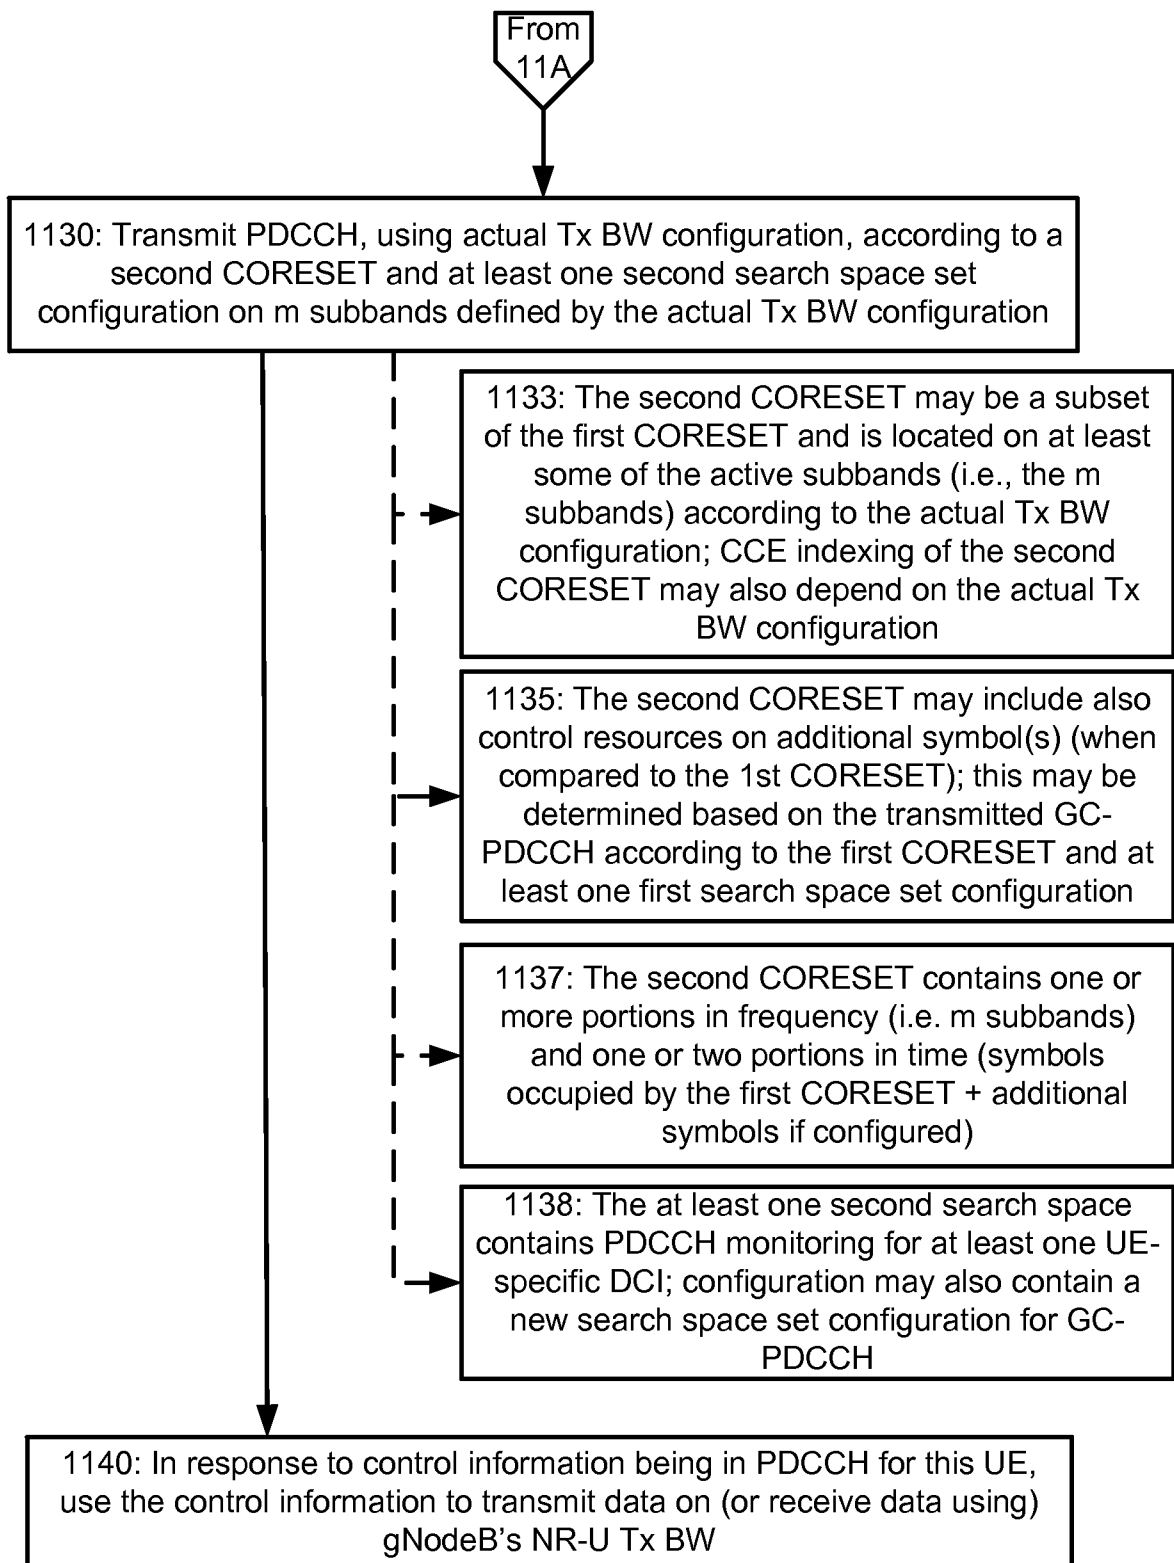 From
11A
1130: Transmit PDCCH, using actual Tx BW configuration, according to a
second CORESET and at least one second search space set
configuration on m subbands defined by the actual Tx BW configuration
1133: The second CORESET may be a subset
of the first CORESET and is located on at least
some of the active subbands (i.e., the m
subbands) according to the actual Tx BW
configuration; CCE indexing of the second
CORESET may also depend on the actual Tx
BW configuration
1135: The second CORESET may include also
control resources on additional symbol(s) (when
compared to the 1st CORESET); this may be
determined based on the transmitted GC-
PDCCH according to the first CORESET and at
least one first search space set configuration
1137: The second CORESET contains one or
more portions in frequency (i.e. m subbands)
and one or two portions in time (symbols
occupied by the first CORESET + additional
symbols if configured)
1138: The at least one second search space
contains PDCCH monitoring for at least one UE-
specific DCI; configuration may also contain a
new search space set configuration for GC-
PDCCH
1140: In response to control information being in PDCCH for this UE,
use the control information to transmit data on (or receive data using)
gNodeB's NR-U Tx BW